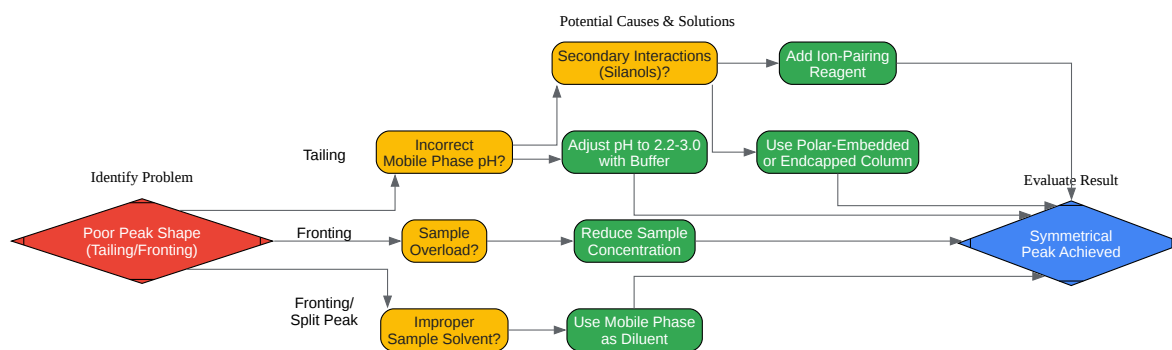 Potential Causes & Solutions
Secondary Interactions
(Silanols)?
Add Ion-Pairing
Reagent
Tailing
Incorrect
Mobile Phase pH?
Adjust pH to 2.2-3.0
with Buffer
Use Polar-Embedded
or Endcapped Column
Identify Problem
Evaluate Result
Poor Peak Shape
(Tailing/Fronting)
Fronting
Sample
Overload?
Reduce Sample
Concentration
Symmetrical
Peak Achieved
Fronting/
Split Peak
Improper
Sample Solvent?
Use Mobile Phase
as Diluent